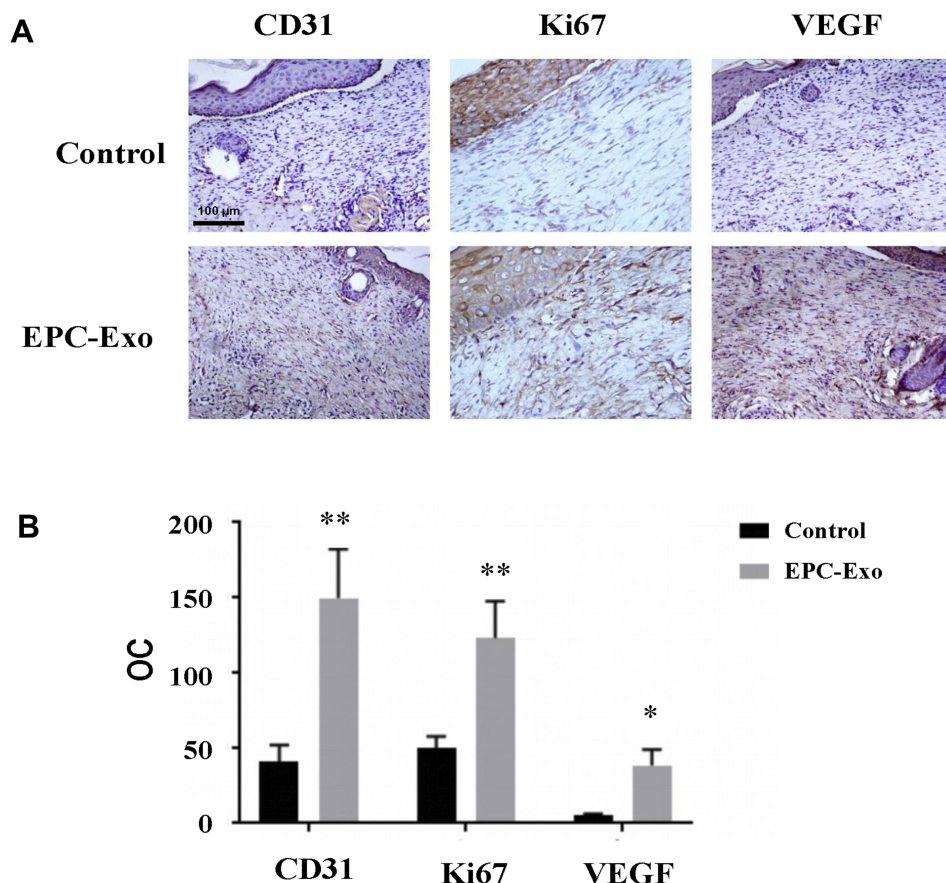 A
CD31 Ki67 VEGF
Control
100 µm
EPC-Exo
B
200
150
100
50
0
OC
** ** *
Control
EPC-Exo
CD31 Ki67 VEGF